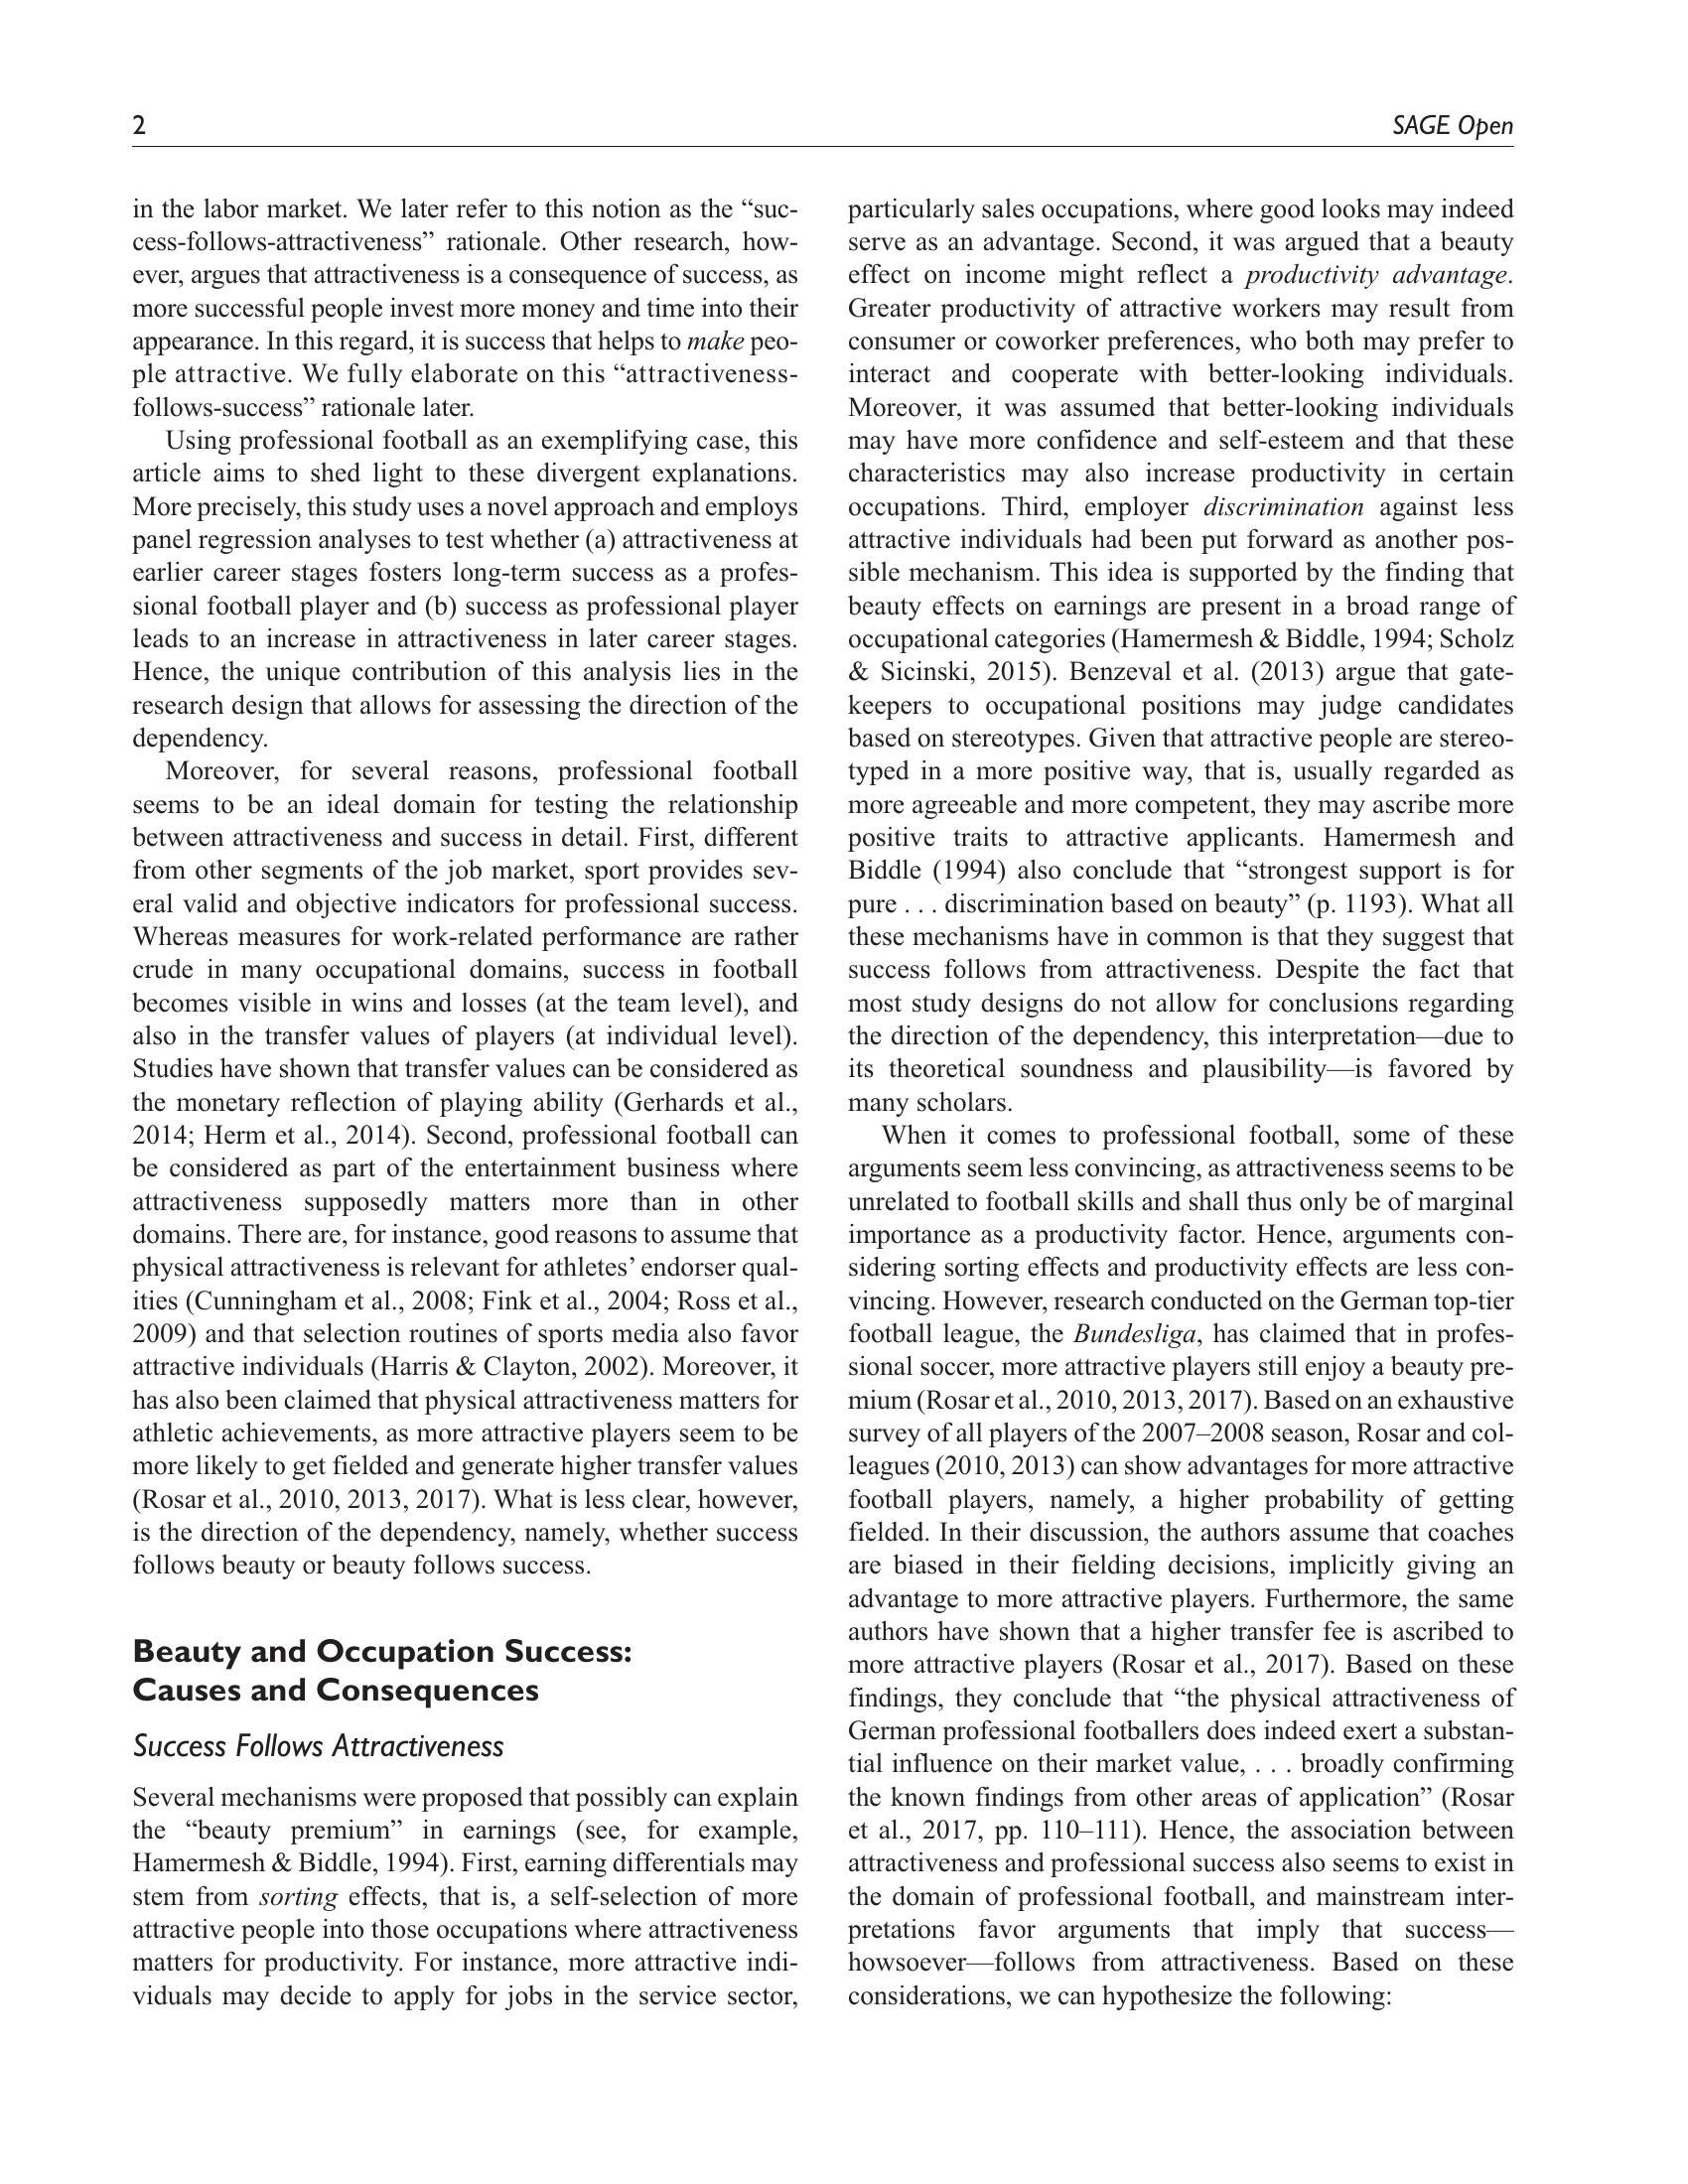 2
SAGE Open
in the labor market. We later refer to this notion as the “suc-
cess-follows-attractiveness” rationale. Other research, how-
ever, argues that attractiveness is a consequence of success, as
more successful people invest more money and time into their
appearance. In this regard, it is success that helps to make peo-
ple attractive. We fully elaborate on this “attractiveness-
follows-success” rationale later.
Using professional football as an exemplifying case, this
article aims to shed light to these divergent explanations.
More precisely, this study uses a novel approach and employs
panel regression analyses to test whether (a) attractiveness at
earlier career stages fosters long-term success as a profes-
sional football player and (b) success as professional player
leads to an increase in attractiveness in later career stages.
Hence, the unique contribution of this analysis lies in the
research design that allows for assessing the direction of the
dependency.
Moreover, for several reasons, professional football
seems to be an ideal domain for testing the relationship
between attractiveness and success in detail. First, different
from other segments of the job market, sport provides sev-
eral valid and objective indicators for professional success.
Whereas measures for work-related performance are rather
crude in many occupational domains, success in football
becomes visible in wins and losses (at the team level), and
also in the transfer values of players (at individual level).
Studies have shown that transfer values can be considered as
the monetary reflection of playing ability (Gerhards et al.,
2014; Herm et al., 2014). Second, professional football can
be considered as part of the entertainment business where
attractiveness supposedly matters more than in other
domains. There are, for instance, good reasons to assume that
physical attractiveness is relevant for athletes’ endorser qual-
ities (Cunningham et al., 2008; Fink et al., 2004; Ross et al.,
2009) and that selection routines of sports media also favor
attractive individuals (Harris & Clayton, 2002). Moreover, it
has also been claimed that physical attractiveness matters for
athletic achievements, as more attractive players seem to be
more likely to get fielded and generate higher transfer values
(Rosar et al., 2010, 2013, 2017). What is less clear, however,
is the direction of the dependency, namely, whether success
follows beauty or beauty follows success.
Beauty and Occupation Success:
Causes and Consequences
Success Follows Attractiveness
Several mechanisms were proposed that possibly can explain
the “beauty premium” in earnings (see, for example,
Hamermesh & Biddle, 1994). First, earning differentials may
stem from sorting effects, that is, a self-selection of more
attractive people into those occupations where attractiveness
matters for productivity. For instance, more attractive indi-
viduals may decide to apply for jobs in the service sector,
particularly sales occupations, where good looks may indeed
serve as an advantage. Second, it was argued that a beauty
effect on income might reflect a productivity advantage.
Greater productivity of attractive workers may result from
consumer or coworker preferences, who both may prefer to
interact and cooperate with better-looking individuals.
Moreover, it was assumed that better-looking individuals
may have more confidence and self-esteem and that these
characteristics may also increase productivity in certain
occupations. Third, employer discrimination against less
attractive individuals had been put forward as another pos-
sible mechanism. This idea is supported by the finding that
beauty effects on earnings are present in a broad range of
occupational categories (Hamermesh & Biddle, 1994; Scholz
& Sicinski, 2015). Benzeval et al. (2013) argue that gate-
keepers to occupational positions may judge candidates
based on stereotypes. Given that attractive people are stereo-
typed in a more positive way, that is, usually regarded as
more agreeable and more competent, they may ascribe more
positive traits to attractive applicants. Hamermesh and
Biddle (1994) also conclude that “strongest support is for
pure . . . discrimination based on beauty” (p. 1193). What all
these mechanisms have in common is that they suggest that
success follows from attractiveness. Despite the fact that
most study designs do not allow for conclusions regarding
the direction of the dependency, this interpretation—due to
its theoretical soundness and plausibility—is favored by
many scholars.
When it comes to professional football, some of these
arguments seem less convincing, as attractiveness seems to be
unrelated to football skills and shall thus only be of marginal
importance as a productivity factor. Hence, arguments con-
sidering sorting effects and productivity effects are less con-
vincing. However, research conducted on the German top-tier
football league, the Bundesliga, has claimed that in profes-
sional soccer, more attractive players still enjoy a beauty pre-
mium (Rosar et al., 2010, 2013, 2017). Based on an exhaustive
survey of all players of the 2007–2008 season, Rosar and col-
leagues (2010, 2013) can show advantages for more attractive
football players, namely, a higher probability of getting
fielded. In their discussion, the authors assume that coaches
are biased in their fielding decisions, implicitly giving an
advantage to more attractive players. Furthermore, the same
authors have shown that a higher transfer fee is ascribed to
more attractive players (Rosar et al., 2017). Based on these
findings, they conclude that “the physical attractiveness of
German professional footballers does indeed exert a substan-
tial influence on their market value, . . . broadly confirming
the known findings from other areas of application” (Rosar
et al., 2017, pp. 110–111). Hence, the association between
attractiveness and professional success also seems to exist in
the domain of professional football, and mainstream inter-
pretations favor arguments that imply that success—
howsoever—follows from attractiveness. Based on these
considerations, we can hypothesize the following: